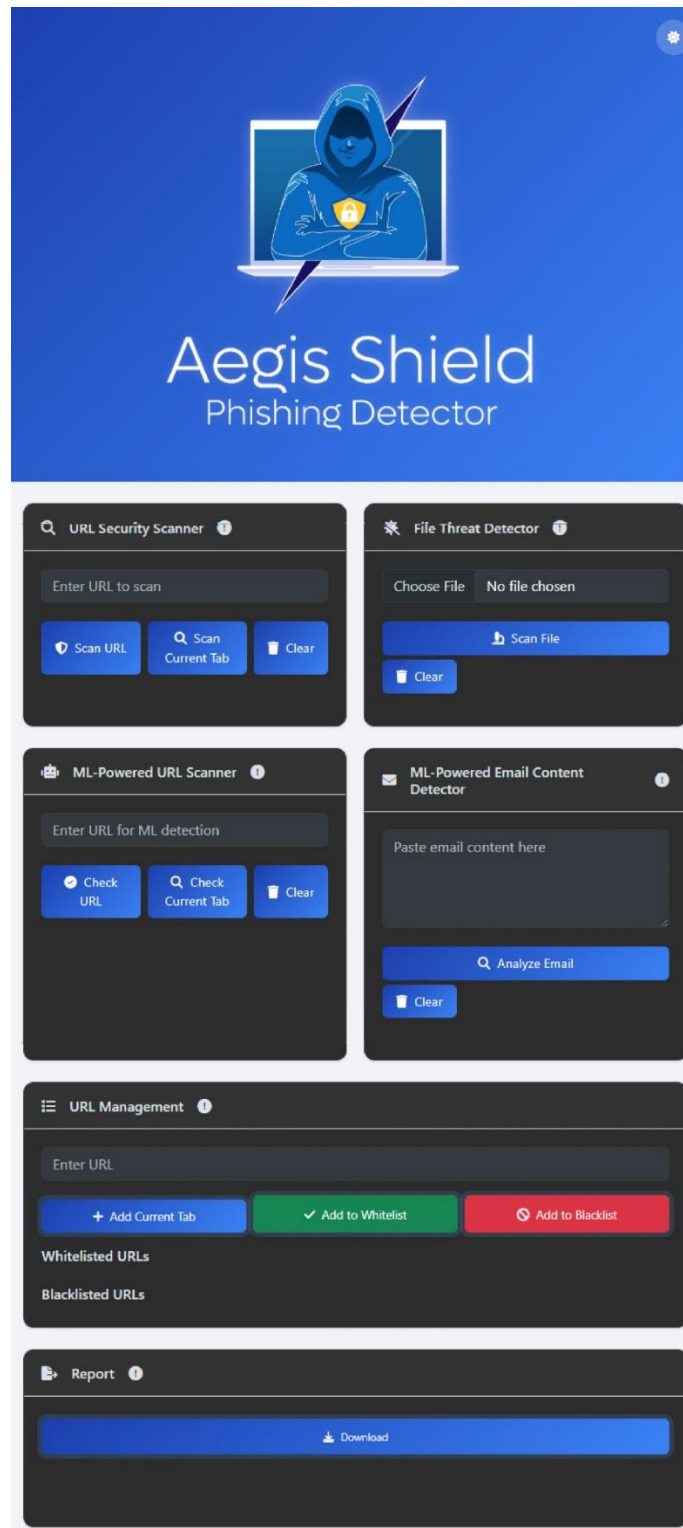 Aegis Shield
Phishing Detector
URL Security Scanner
Enter URL to scan
Scan URL
Scan
Current Tab
Clear
File Threat Detector
Choose File No file chosen
Scan File
Clear
ML-Powered URL Scanner
Enter URL for ML detection
Check
URL
Check
Current Tab
Clear
ML-Powered Email Content
Detector
Paste email content here
Analyze Email
Clear
URL Management
Enter URL
Add Current Tab
Add to Whitelist
Add to Blacklist
Whitelisted URLs
Blacklisted URLs
Report
Download